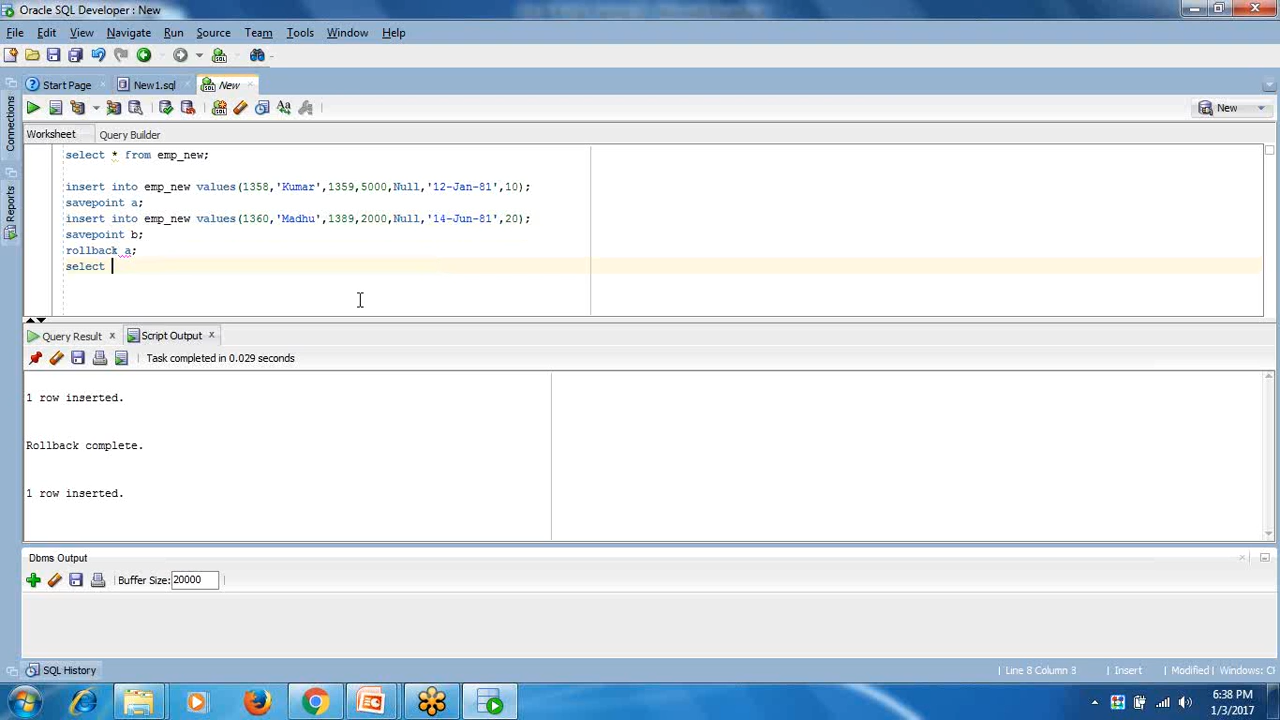 Oracle SQL Developer : New
File Edit View Navigate Run Source Team Tools Window Help
Start Page New1.sql New
New
Worksheet Query Builder
Connections
Reports
select * from emp_new;
insert into emp_new values(1358,'Kumar',1359,5000,Null,'12-Jan-81',10);
savepoint a;
insert into emp_new values(1360,'Madhu',1389,2000,Null,'14-Jun-81',20);
savepoint b;
rollback a;
select
Query Result Script Output
Task completed in 0.029 seconds
1 row inserted.
Rollback complete.
1 row inserted.
Dbms Output
Buffer Size: 20000
SQL History
Line 8 Column 8 Insert Modified Windows: C
6:38 PM
1/3/2017